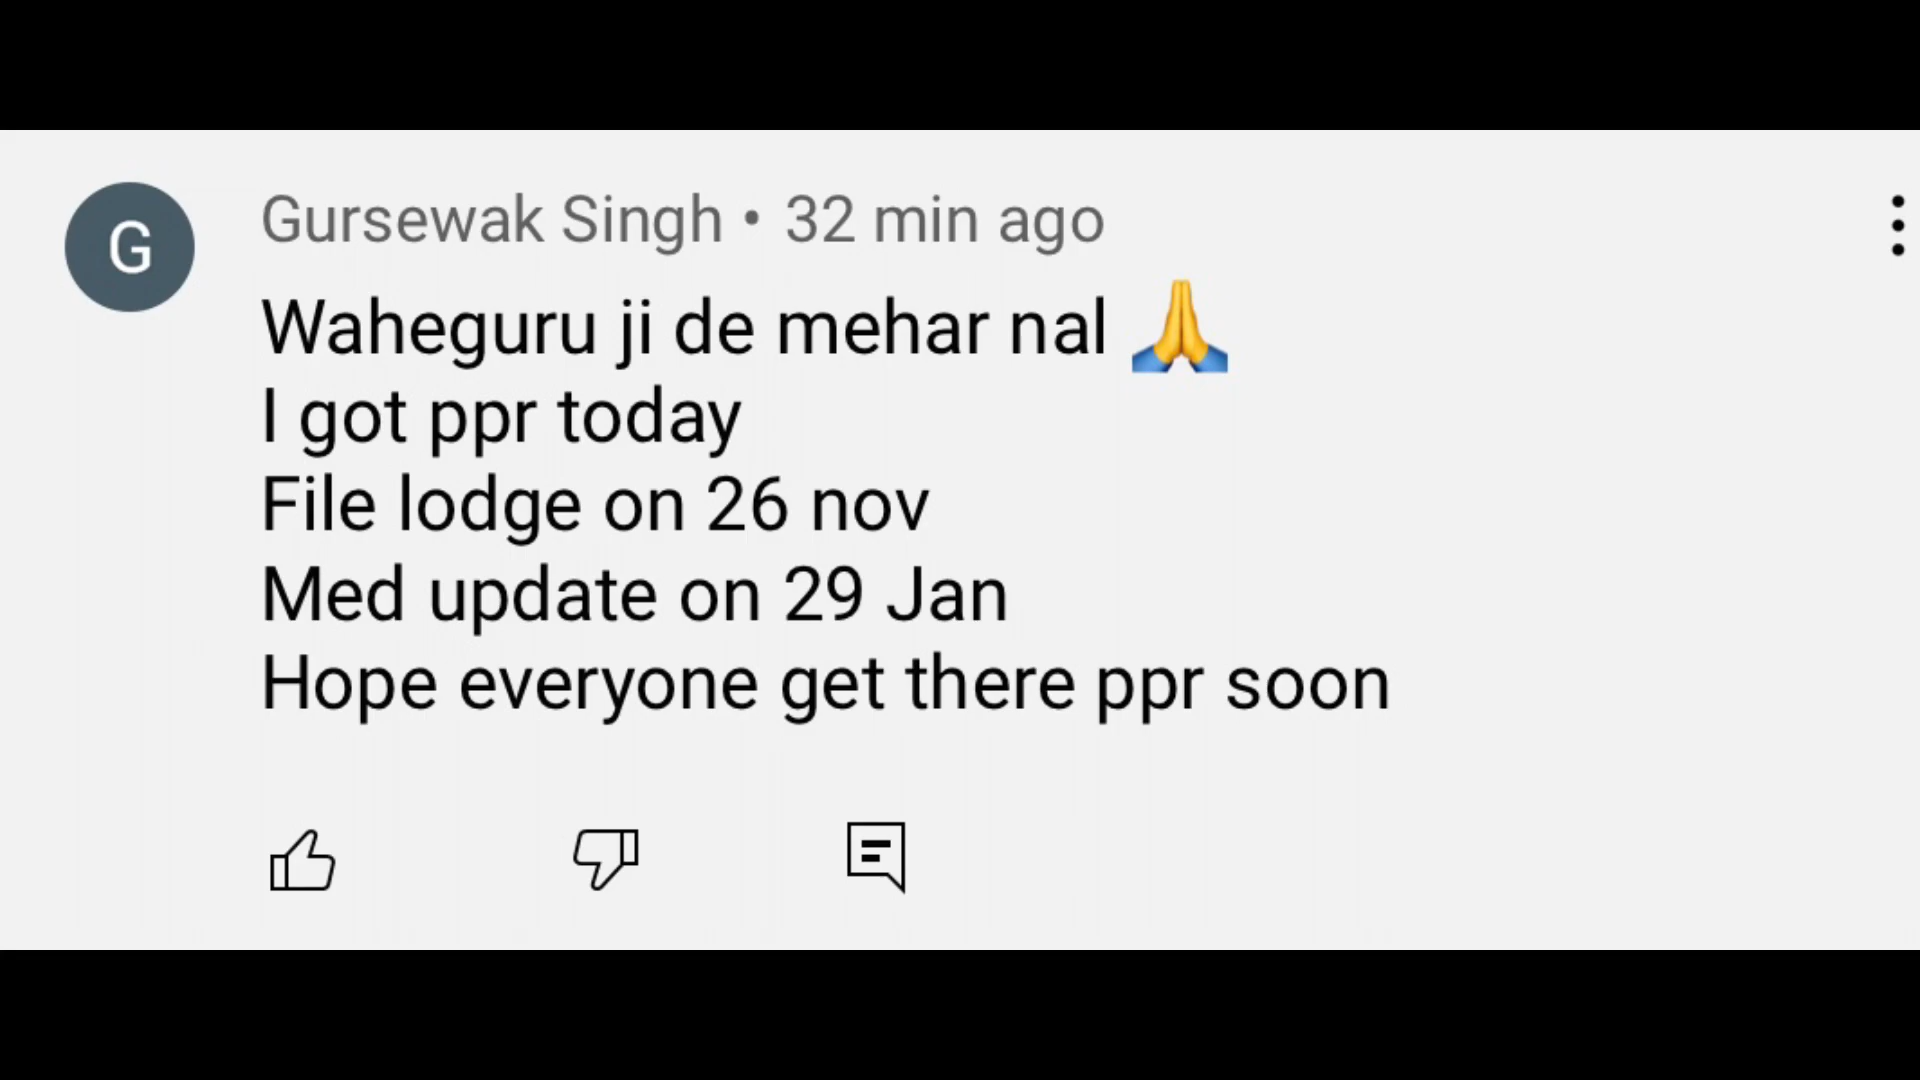 G
Gursewak Singh • 32 min ago
Waheguru ji de mehar nal 🙏
I got ppr today
File lodge on 26 nov
Med update on 29 Jan
Hope everyone get there ppr soon